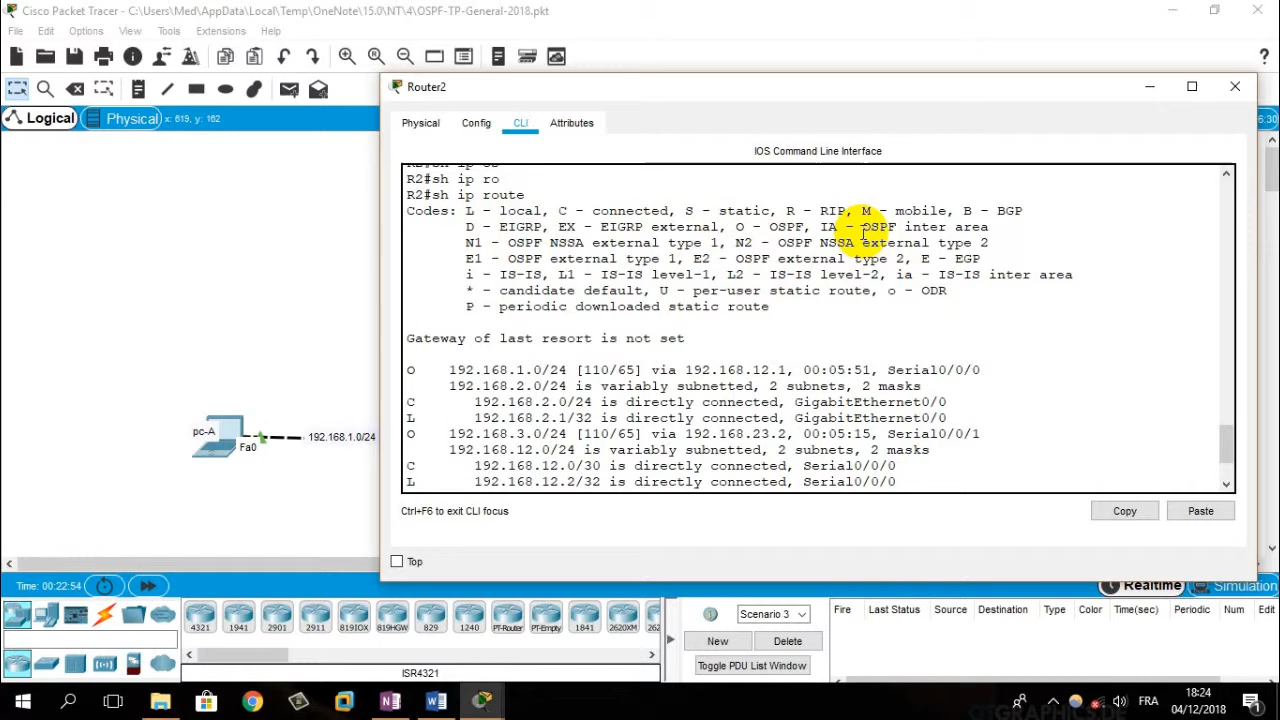 Cisco Packet Tracer - C:\Users\Med\AppData\Local\Temp\OneNote\15.0\NT\4\OSPF-TP-General-2018.pkt
File Edit Options View Tools Extensions Help
Logical Physical x: 819, y: 162
6:30
Router2
Physical Config CLI Attributes
IOS Command Line Interface
R2#sh ip os
R2#sh ip ro
R2#sh ip route
Codes: L - local, C - connected, S - static, R - RIP, M - mobile, B - BGP
D - EIGRP, EX - EIGRP external, O - OSPF, IA - OSPF inter area
N1 - OSPF NSSA external type 1, N2 - OSPF NSSA external type 2
E1 - OSPF external type 1, E2 - OSPF external type 2, E - EGP
i - IS-IS, L1 - IS-IS level-1, L2 - IS-IS level-2, ia - IS-IS inter area
* - candidate default, U - per-user static route, o - ODR
P - periodic downloaded static route
Gateway of last resort is not set
O 192.168.1.0/24 [110/65] via 192.168.12.1, 00:05:51, Serial0/0/0
192.168.2.0/24 is variably subnetted, 2 subnets, 2 masks
C 192.168.2.0/24 is directly connected, GigabitEthernet0/0
L 192.168.2.1/32 is directly connected, GigabitEthernet0/0
O 192.168.3.0/24 [110/65] via 192.168.23.2, 00:05:15, Serial0/0/1
192.168.12.0/24 is variably subnetted, 2 subnets, 2 masks
C 192.168.12.0/30 is directly connected, Serial0/0/0
L 192.168.12.2/32 is directly connected, Serial0/0/0
Ctrl+F6 to exit CLI focus
Copy Paste
Top
pc-A
Fa0
192.168.1.0/24
Time: 00:22:54
Realtime Simulation
4321 1941 2901 2911 819IOX 819HGW 829 1240 PT-Router PT-Empty 1841 2620XM 262
ISR4321
Scenario 3
New Delete
Toggle PDU List Window
Fire Last Status Source Destination Type Color Time(sec) Periodic Num Edit
FRA
18:24
04/12/2018